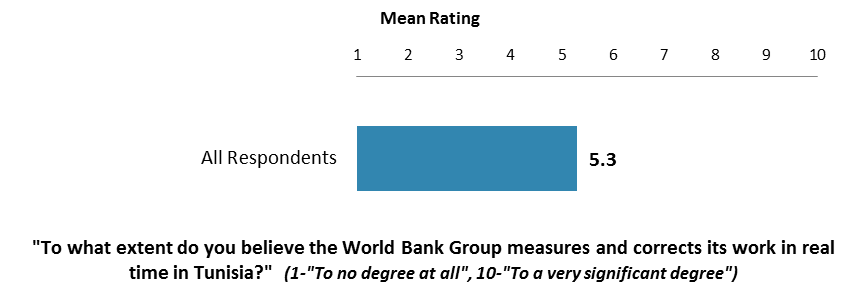 Mean Rating
1 2 3 4 5 6 7 8 9 10
All Respondents 5.3
"To what extent do you believe the World Bank Group measures and corrects its work in real
time in Tunisia?" (1-"To no degree at all", 10-"To a very significant degree")